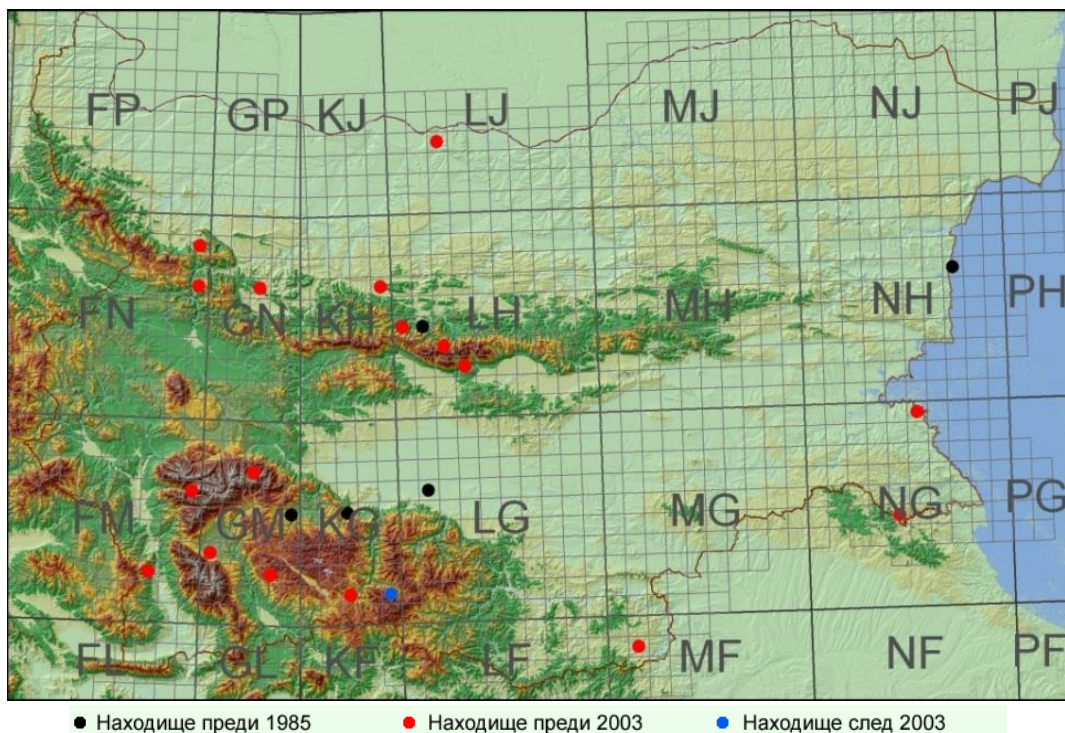 FP GP KJ LJ MJ NJ PJ
FN GN KH LH MH NH PH
FM GM KG LG MG NG PG
FL GL KF LF MF NF PF
Находище преди 1985 Находище преди 2003 Находище след 2003